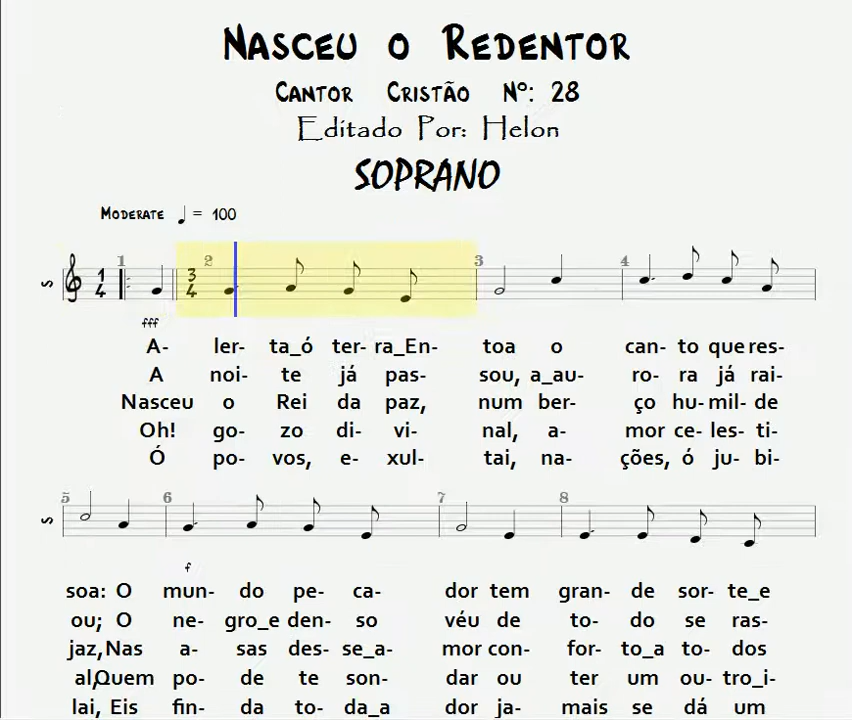 NASCEU O REDENTOR
CANTOR CRISTÃO Nº: 28
Editado Por: Helon
SOPRANO
MODERATE ♩ = 100
1 2 3 4
S 1 4 3 4
fff
A- ler- ta_ó ter- ra_En- toa o can- to que res-
A noi- te já pas- sou, a_au- ro- ra já rai-
Nasceu o Rei da paz, num ber- ço hu- mil- de
Oh! go- zo di- vi- nal, a- mor ce- les- ti-
Ó po- vos, e- xul- tai, na- ções, ó ju- bi-
5 6 7 8
S
f
soa: O mun- do pe- ca- dor tem gran- de sor- te_e
ou; O ne- gro_e den- so véu de to- do se ras-
jaz, Nas a- sas des- se_a- mor con- for- to_a to- dos
al, Quem po- de te son- dar ou ter um ou- tro_i-
lai, Eis fin- da to- da_a dor ja- mais se dá um